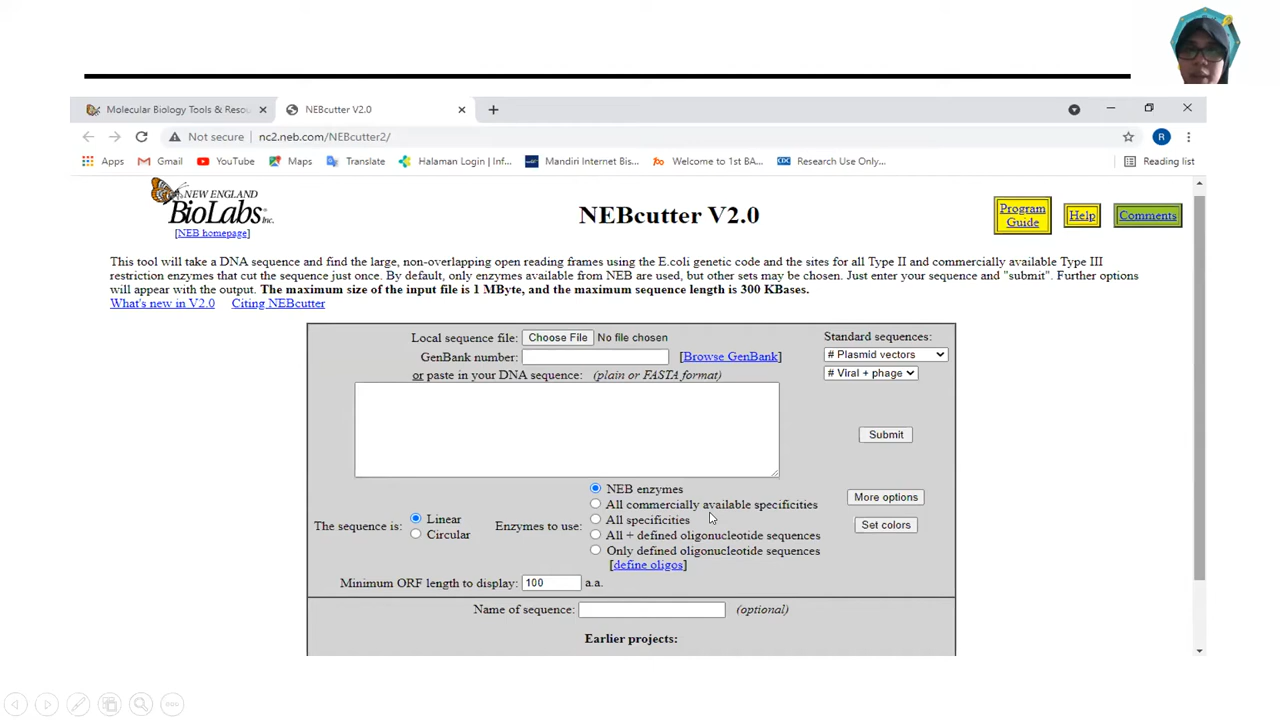 Molecular Biology Tools & Resou
NEBcutter V2.0
Not secure | nc2.neb.com/NEBcutter2/
R
Apps Gmail YouTube Maps Translate Halaman Login | Inf... Mandiri Internet Bis... Welcome to 1st BA... Research Use Only... Reading list
NEW ENGLAND
BioLabs® Inc.
[NEB homepage]
NEBcutter V2.0
Program
Guide
Help
Comments
This tool will take a DNA sequence and find the large, non-overlapping open reading frames using the E.coli genetic code and the sites for all Type II and commercially available Type III
restriction enzymes that cut the sequence just once. By default, only enzymes available from NEB are used, but other sets may be chosen. Just enter your sequence and "submit". Further options
will appear with the output. The maximum size of the input file is 1 MByte, and the maximum sequence length is 300 KBases.
What's new in V2.0 Citing NEBcutter
Local sequence file: Choose File No file chosen
GenBank number: [Browse GenBank]
or paste in your DNA sequence: (plain or FASTA format)
Standard sequences:
# Plasmid vectors
# Viral + phage
Submit
More options
Set colors
The sequence is:
Linear
Circular
Enzymes to use:
NEB enzymes
All commercially available specificities
All specificities
All + defined oligonucleotide sequences
Only defined oligonucleotide sequences
[define oligos]
Minimum ORF length to display: 100 a.a.
Name of sequence: (optional)
Earlier projects: